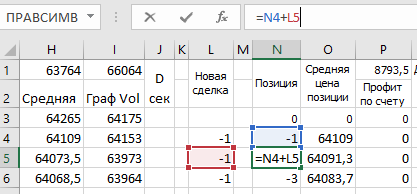 ПРАВСИМВ =N4+L5
H I J K L M N O P
1 63764 66064 D сек Новая сделка Позиция Средняя цена позиции 8793,5
2 Средняя Граф Vol Профит по счету
3 64265 64175 0 0 0
4 64109 64153 -1 -1 64109 0
5 64073,5 63973 -1 =N4+L5 64091,3 0
6 64068,5 63964 -1 -3 64083,7 0